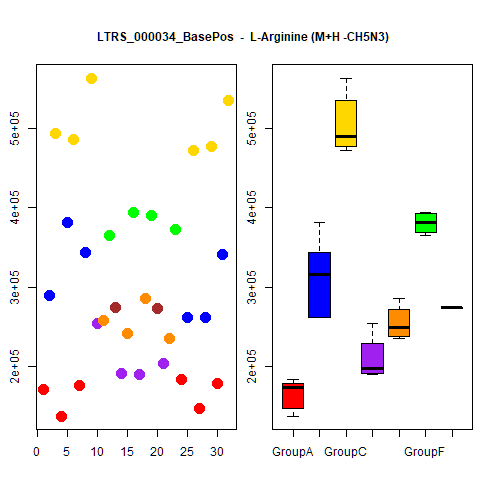 LTRS_000034_BasePos - L-Arginine (M+H -CH5N3)
5e+05
4e+05
3e+05
2e+05
0 5 10 15 20 25 30
5e+05
4e+05
3e+05
2e+05
GroupA GroupC GroupF